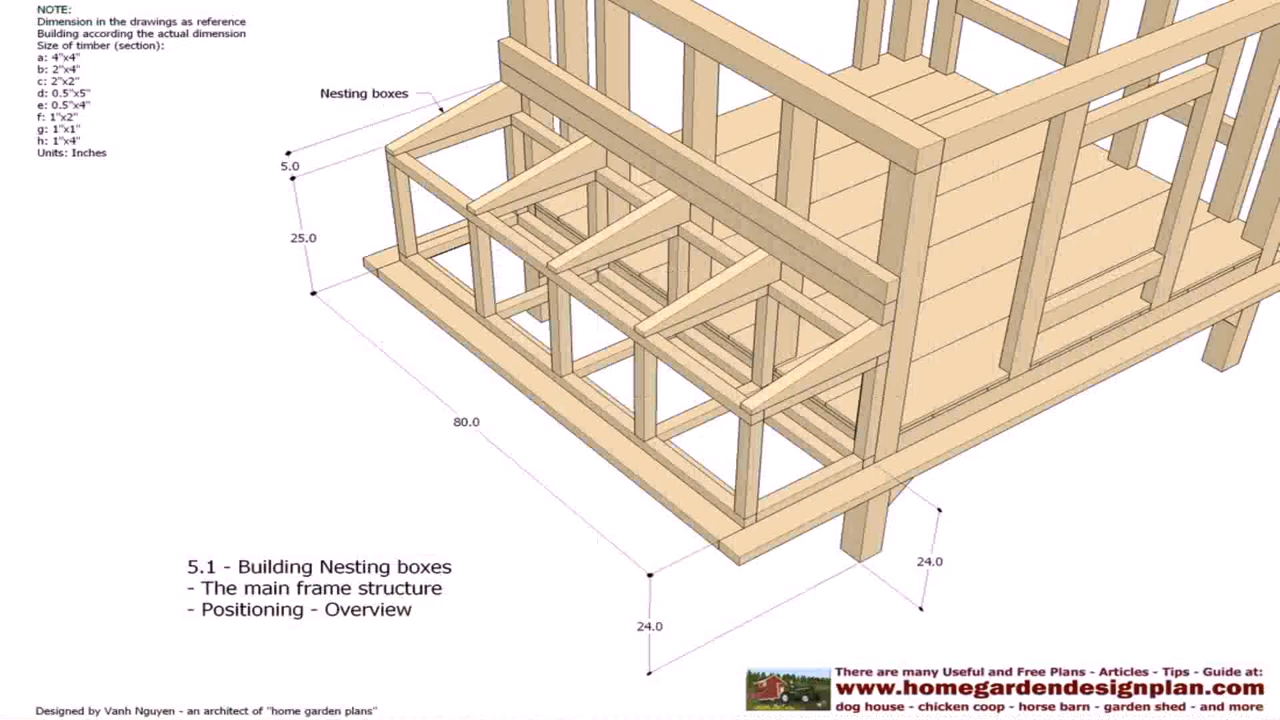 NOTE:
Dimension in the drawings as reference
Building according the actual dimension
Size of timber (section):
a: 4"x4"
b: 2"x4"
c: 2"x2"
d: 0.5"x5"
e: 0.5"x4"
f: 1"x2"
g: 1"x1"
h: 1"x4"
Units: Inches
Nesting boxes
5.0
25.0
80.0
24.0
24.0
5.1 - Building Nesting boxes
- The main frame structure
- Positioning - Overview
There are many Useful and Free Plans - Articles - Tips - Guide at:
www.homegardendesignplan.com
dog house - chicken coop - horse barn - garden shed - and more
Designed by Vanh Nguyen - an architect of "home garden plans"